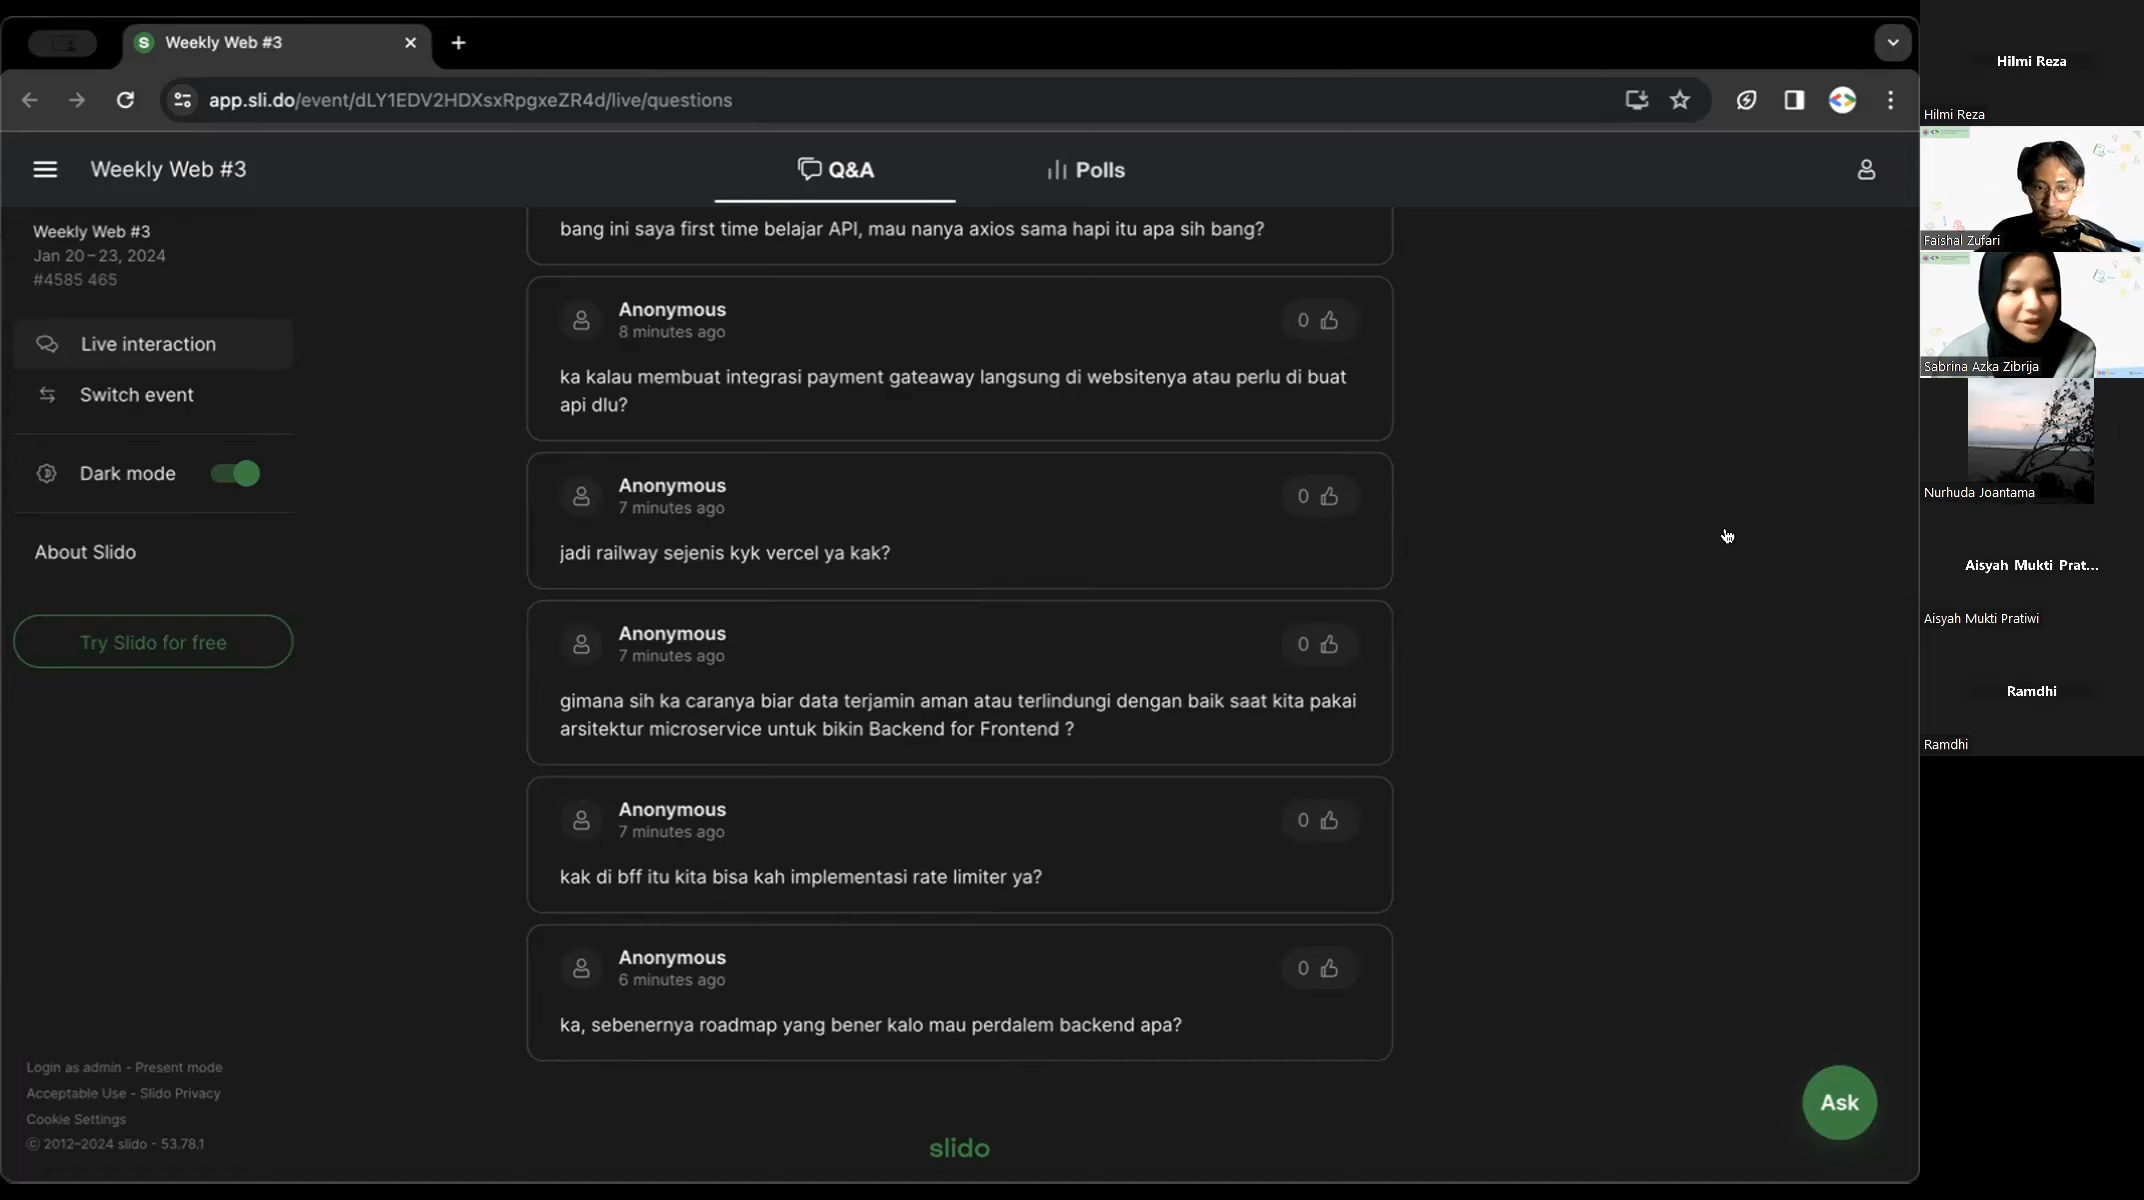 Weekly Web #3
app.sli.do/event/dLY1EDV2HDXsxRpgxeZR4d/live/questions
Weekly Web #3
Q&A
Polls
Weekly Web #3
Jan 20 – 23, 2024
#4585 465
Live interaction
Switch event
Dark mode
About Slido
Try Slido for free
Login as admin - Present mode
Acceptable Use - Slido Privacy
Cookie Settings
© 2012–2024 slido - 53.78.1
bang ini saya first time belajar API, mau nanya axios sama hapi itu apa sih bang?
Anonymous
8 minutes ago
0
ka kalau membuat integrasi payment gateaway langsung di websitenya atau perlu di buat
api dlu?
Anonymous
7 minutes ago
0
jadi railway sejenis kyk vercel ya kak?
Anonymous
7 minutes ago
0
gimana sih ka caranya biar data terjamin aman atau terlindungi dengan baik saat kita pakai
arsitektur microservice untuk bikin Backend for Frontend ?
Anonymous
7 minutes ago
0
kak di bff itu kita bisa kah implementasi rate limiter ya?
Anonymous
6 minutes ago
0
ka, sebenernya roadmap yang bener kalo mau perdalem backend apa?
slido
Ask
Hilmi Reza
Hilmi Reza
Faishal Zufari
Sabrina Azka Zibrija
Nurhuda Joantama
Aisyah Mukti Prat...
Aisyah Mukti Pratiwi
Ramdhi
Ramdhi